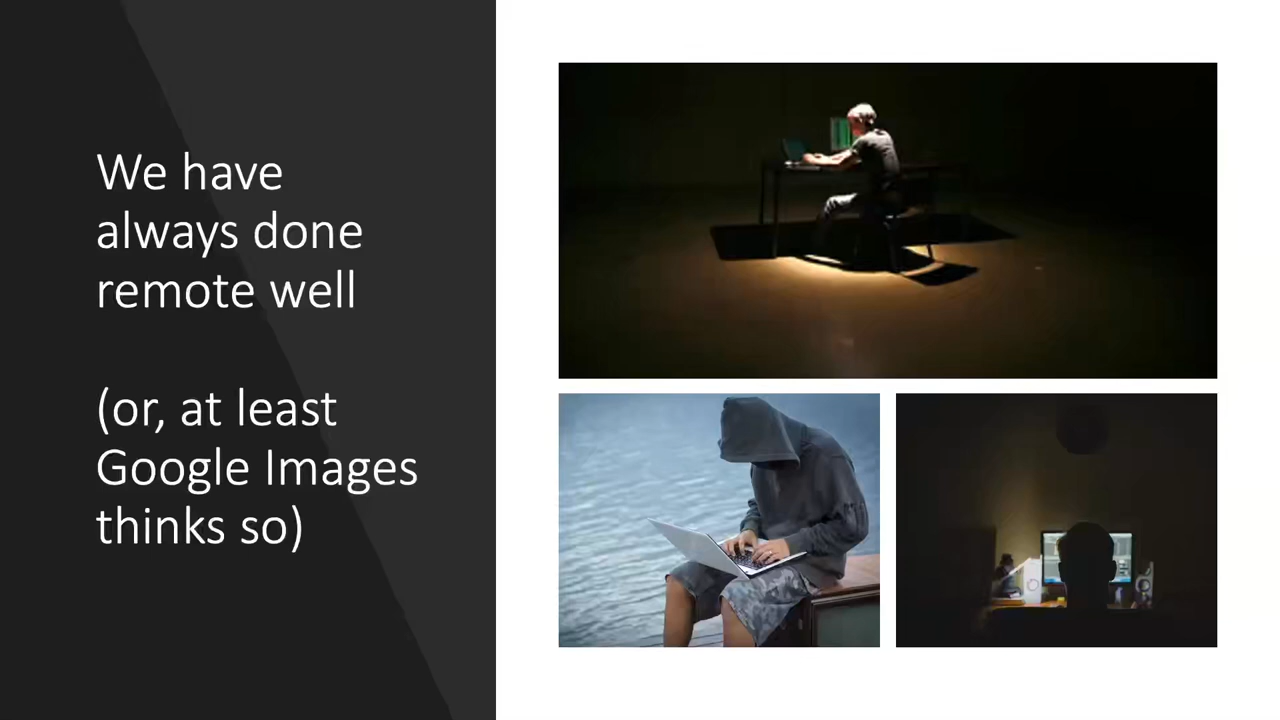 We have
always done
remote well
(or, at least
Google Images
thinks so)